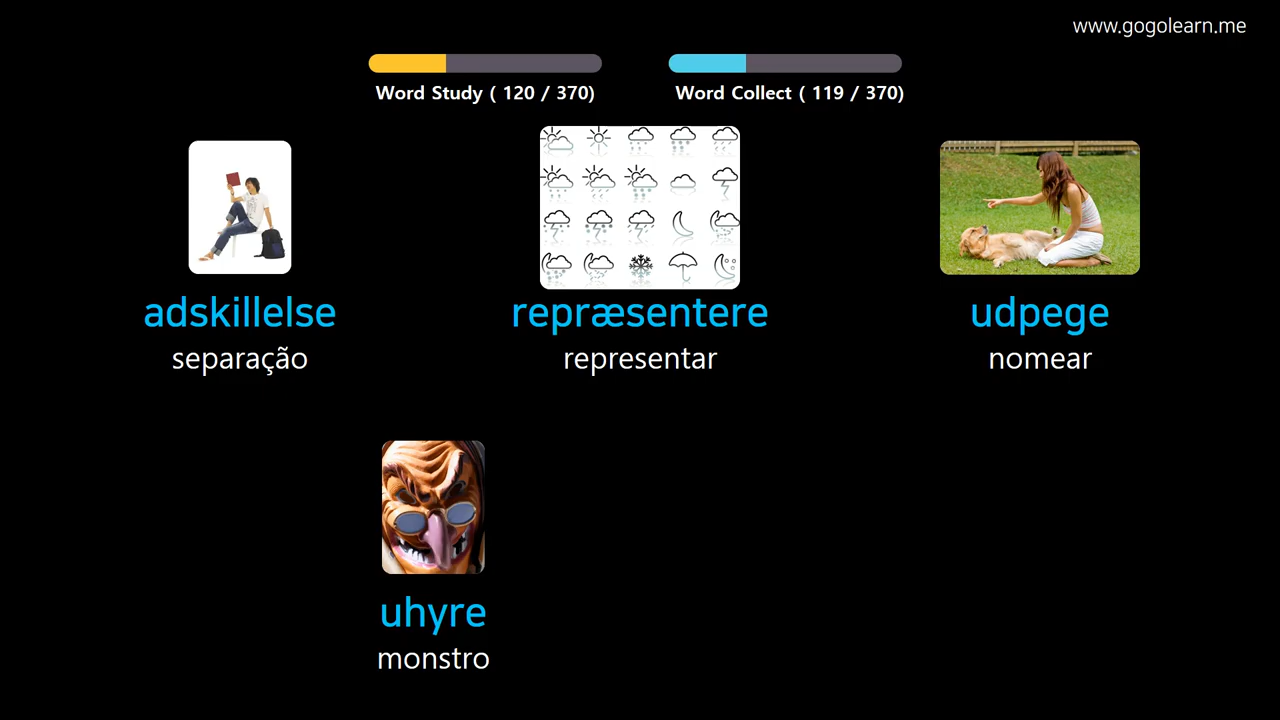 www.gogolearn.me
Word Study ( 120 / 370)
Word Collect ( 119 / 370)
adskillelse
repræsentere
udpege
separação
representar
nomear
uhyre
monstro